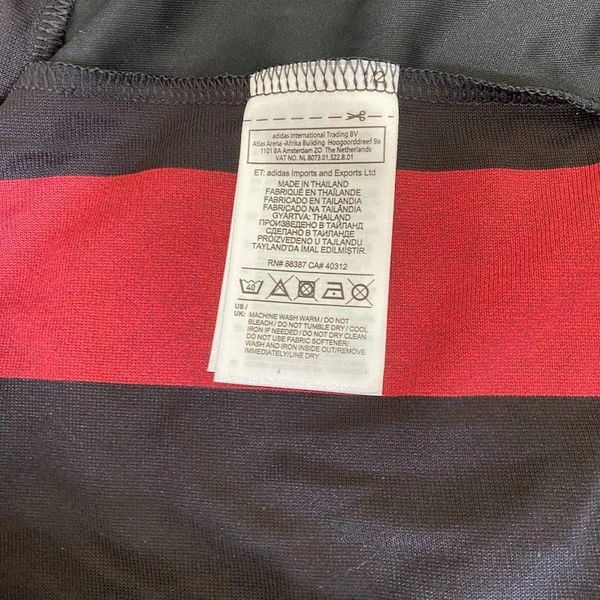 2
adidas International Trading BV
Atlas Arena -Afrika Building Hoogoorddreef 9a
1101 BA Amsterdam ZO The Netherlands
VAT NO. NL 8073.01.322.B.01
ET: adidas Imports and Exports Ltd
MADE IN THAILAND
FABRIQUÉ EN THAÏLANDE
FABRICADO EN TAILANDIA
FABRICADO NA TAILÂNDIA
GYÁRTVA: THAILAND
ПРОИЗВЕДЕНО В ТАЙЛАНД
СДЕЛАНО В ТАИЛАНДЕ
PROIZVEDENO U TAJLANDU
TAYLAND'DA İMAL EDİLMİŞTİR.
RN# 88387 CA# 40312
40
US /
UK: MACHINE WASH WARM / DO NOT
BLEACH / DO NOT TUMBLE DRY / COOL
IRON IF NEEDED / DO NOT DRY CLEAN
DO NOT USE FABRIC SOFTENER/
WASH AND IRON INSIDE OUT/REMOVE
IMMEDIATELY/LINE DRY